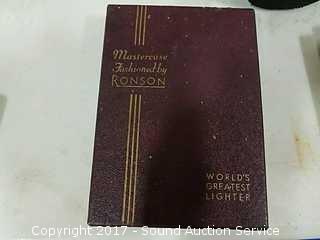 Mastercase
Fashioned by
RONSON
WORLD'S
GREATEST
LIGHTER
Copyright 2017 - Sound Auction Service